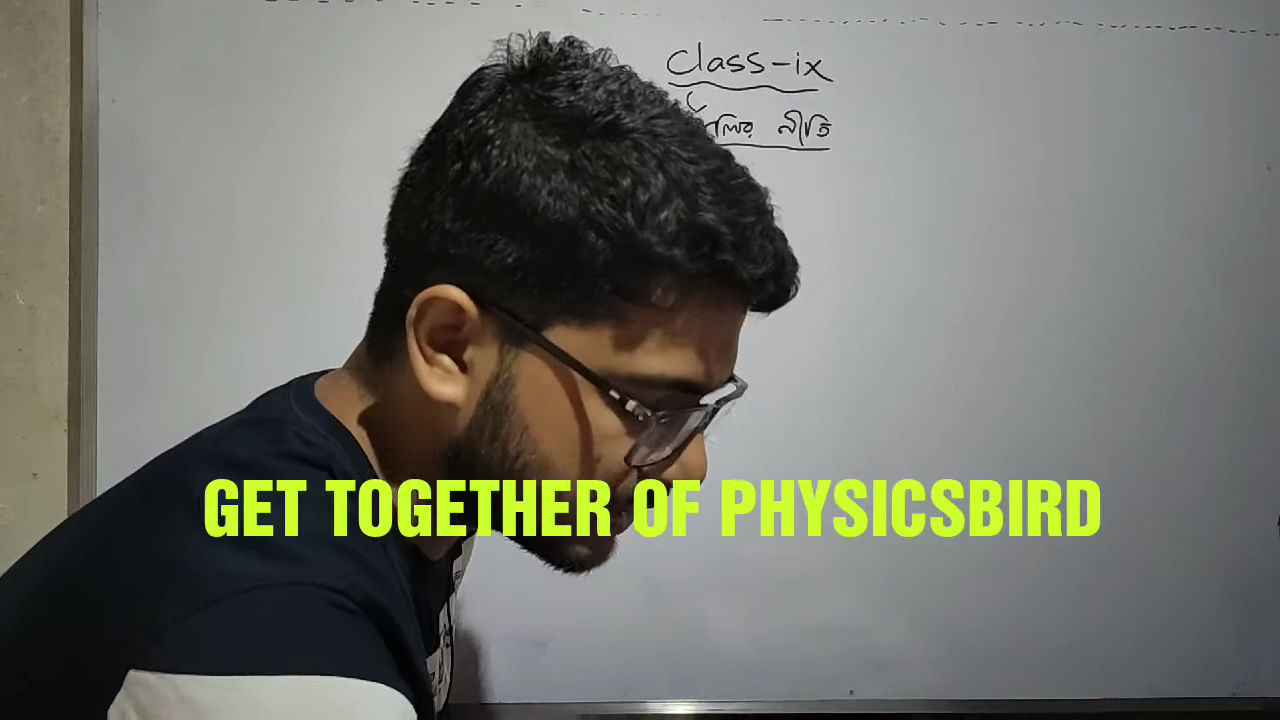 Class-ix
নীতি
GET TOGETHER OF PHYSICSBIRD